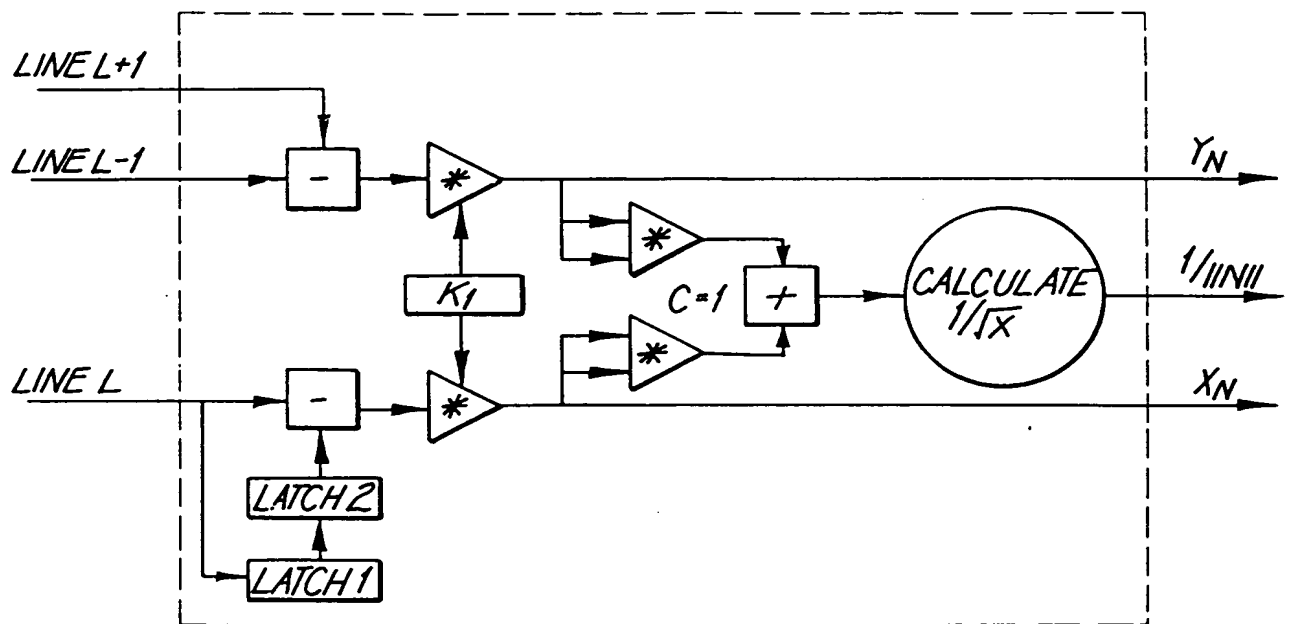 LINE L+1
LINE L-1
-
*
Y_N
*
K1
C=1
+
CALCULATE
1/√X
1/||N||
*
LINE L
-
*
X_N
LATCH 2
LATCH 1